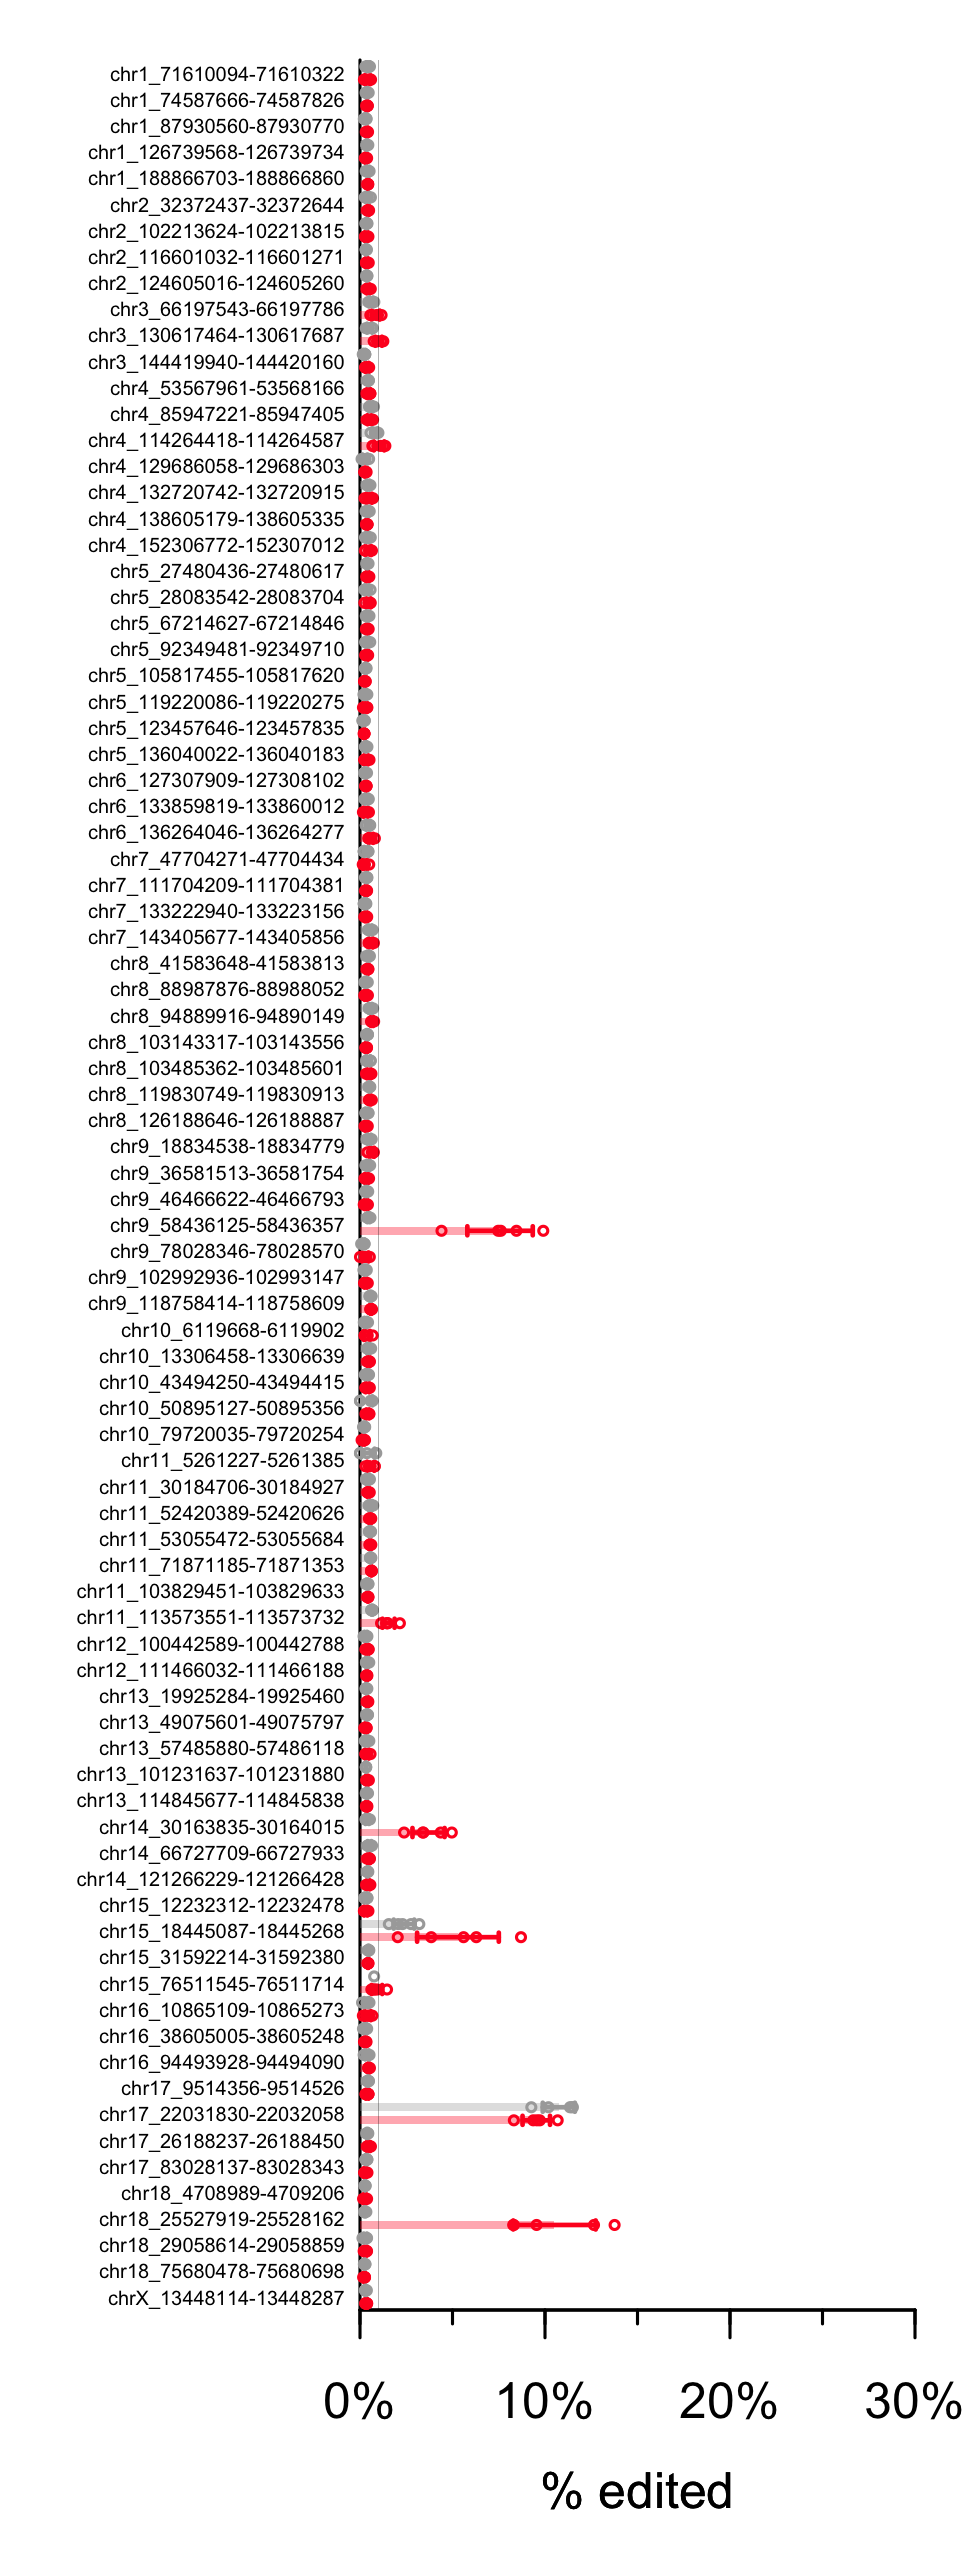 chr1_71610094-71610322
chr1_74587666-74587826
chr1_87930560-87930770
chr1_126739568-126739734
chr1_188866703-188866860
chr2_32372437-32372644
chr2_102213624-102213815
chr2_116601032-116601271
chr2_124605016-124605260
chr3_66197543-66197786
chr3_130617464-130617687
chr3_144419940-144420160
chr4_53567961-53568166
chr4_85947221-85947405
chr4_114264418-114264587
chr4_129686058-129686303
chr4_132720742-132720915
chr4_138605179-138605335
chr4_152306772-152307012
chr5_27480436-27480617
chr5_28083542-28083704
chr5_67214627-67214846
chr5_92349481-92349710
chr5_105817455-105817620
chr5_119220086-119220275
chr5_123457646-123457835
chr5_136040022-136040183
chr6_127307909-127308102
chr6_133859819-133860012
chr6_136264046-136264277
chr7_47704271-47704434
chr7_111704209-111704381
chr7_133222940-133223156
chr7_143405677-143405856
chr8_41583648-41583813
chr8_88987876-88988052
chr8_94889916-94890149
chr8_103143317-103143556
chr8_103485362-103485601
chr8_119830749-119830913
chr8_126188646-126188887
chr9_18834538-18834779
chr9_36581513-36581754
chr9_46466622-46466793
chr9_58436125-58436357
chr9_78028346-78028570
chr9_102992936-102993147
chr9_118758414-118758609
chr10_6119668-6119902
chr10_13306458-13306639
chr10_43494250-43494415
chr10_50895127-50895356
chr10_79720035-79720254
chr11_5261227-5261385
chr11_30184706-30184927
chr11_52420389-52420626
chr11_53055472-53055684
chr11_71871185-71871353
chr11_103829451-103829633
chr11_113573551-113573732
chr12_100442589-100442788
chr12_111466032-111466188
chr13_19925284-19925460
chr13_49075601-49075797
chr13_57485880-57486118
chr13_101231637-101231880
chr13_114845677-114845838
chr14_30163835-30164015
chr14_66727709-66727933
chr14_121266229-121266428
chr15_12232312-12232478
chr15_18445087-18445268
chr15_31592214-31592380
chr15_76511545-76511714
chr16_10865109-10865273
chr16_38605005-38605248
chr16_94493928-94494090
chr17_9514356-9514526
chr17_22031830-22032058
chr17_26188237-26188450
chr17_83028137-83028343
chr18_4708989-4709206
chr18_25527919-25528162
chr18_29058614-29058859
chr18_75680478-75680698
chrX_13448114-13448287
0% 10% 20% 30%
% edited